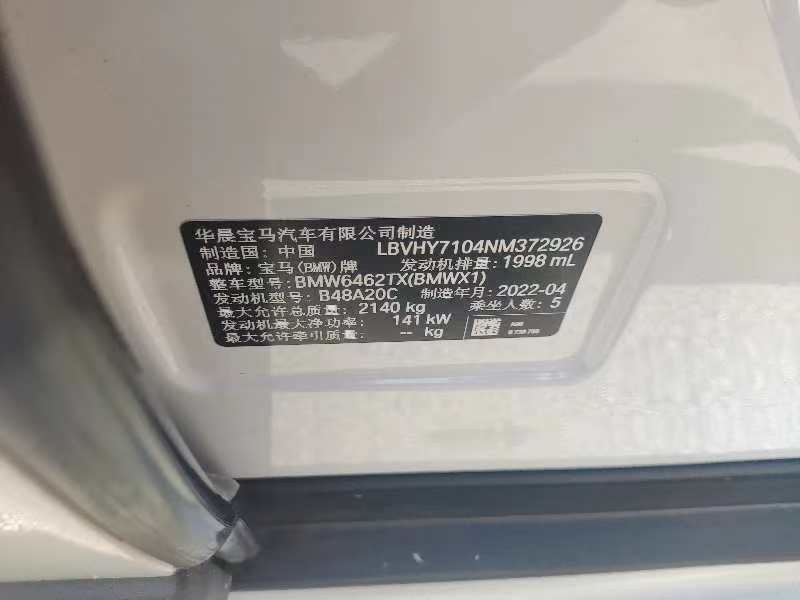 华晨宝马汽车有限公司制造
制造国: 中国 LBVHY7104NM372926
品牌: 宝马(BMW)牌 发动机排量: 1998 mL
整车型号: BMW6462TX(BMWX1)
发动机型号: B48A20C 制造年月: 2022-04
最大允许总质量: 2140 kg 乘坐人数: 5
发动机最大净功率: 141 kW
最大允许牵引质量: -- kg